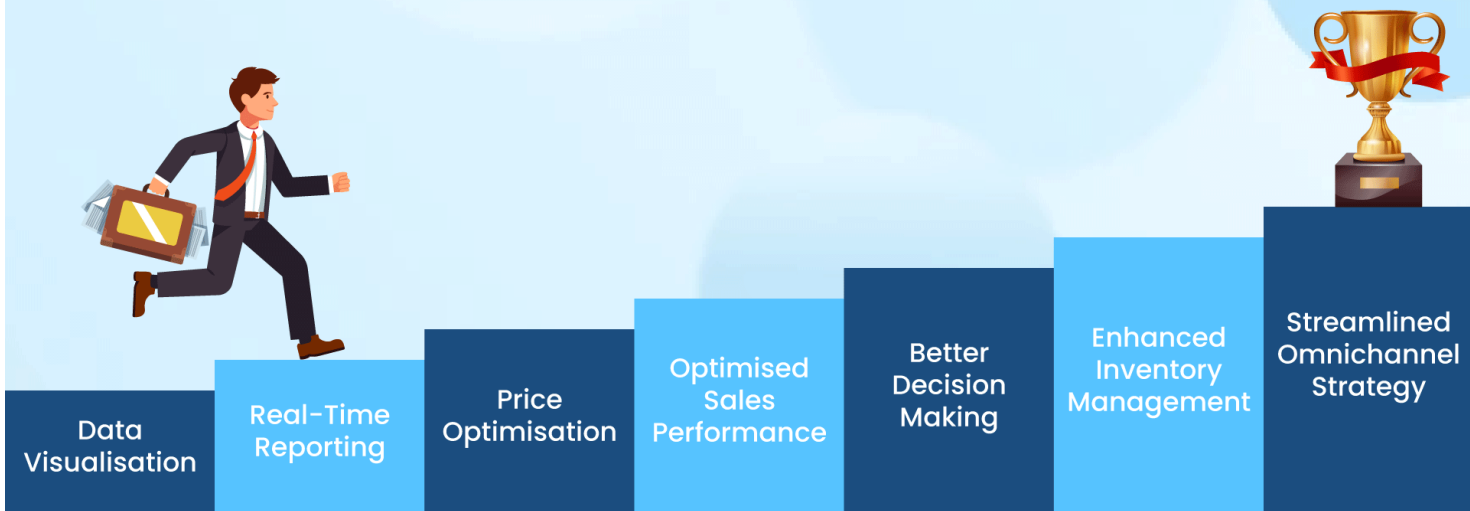 Data
Visualisation
Real-Time
Reporting
Price
Optimisation
Optimised
Sales
Performance
Better
Decision
Making
Enhanced
Inventory
Management
Streamlined
Omnichannel
Strategy